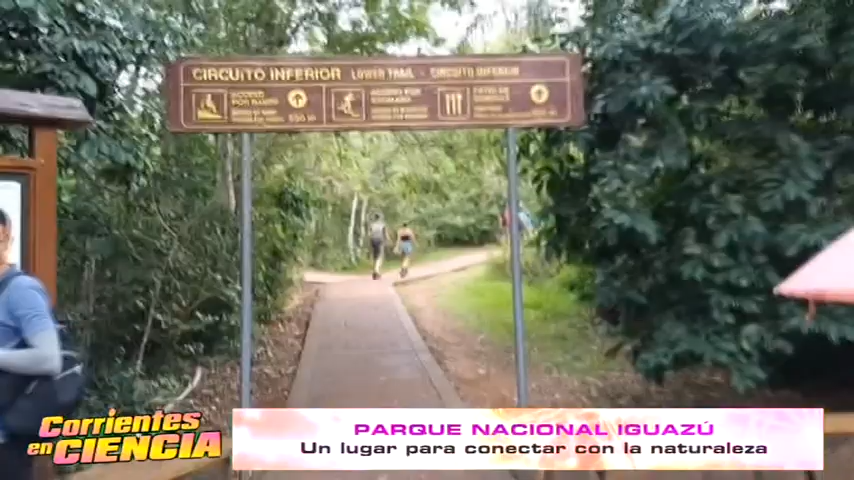 CIRCUITO INFERIOR LOWER TRAIL CIRCUITO INFERIOR
Corrientes
en CIENCIA
PARQUE NACIONAL IGUAZÚ
Un lugar para conectar con la naturaleza